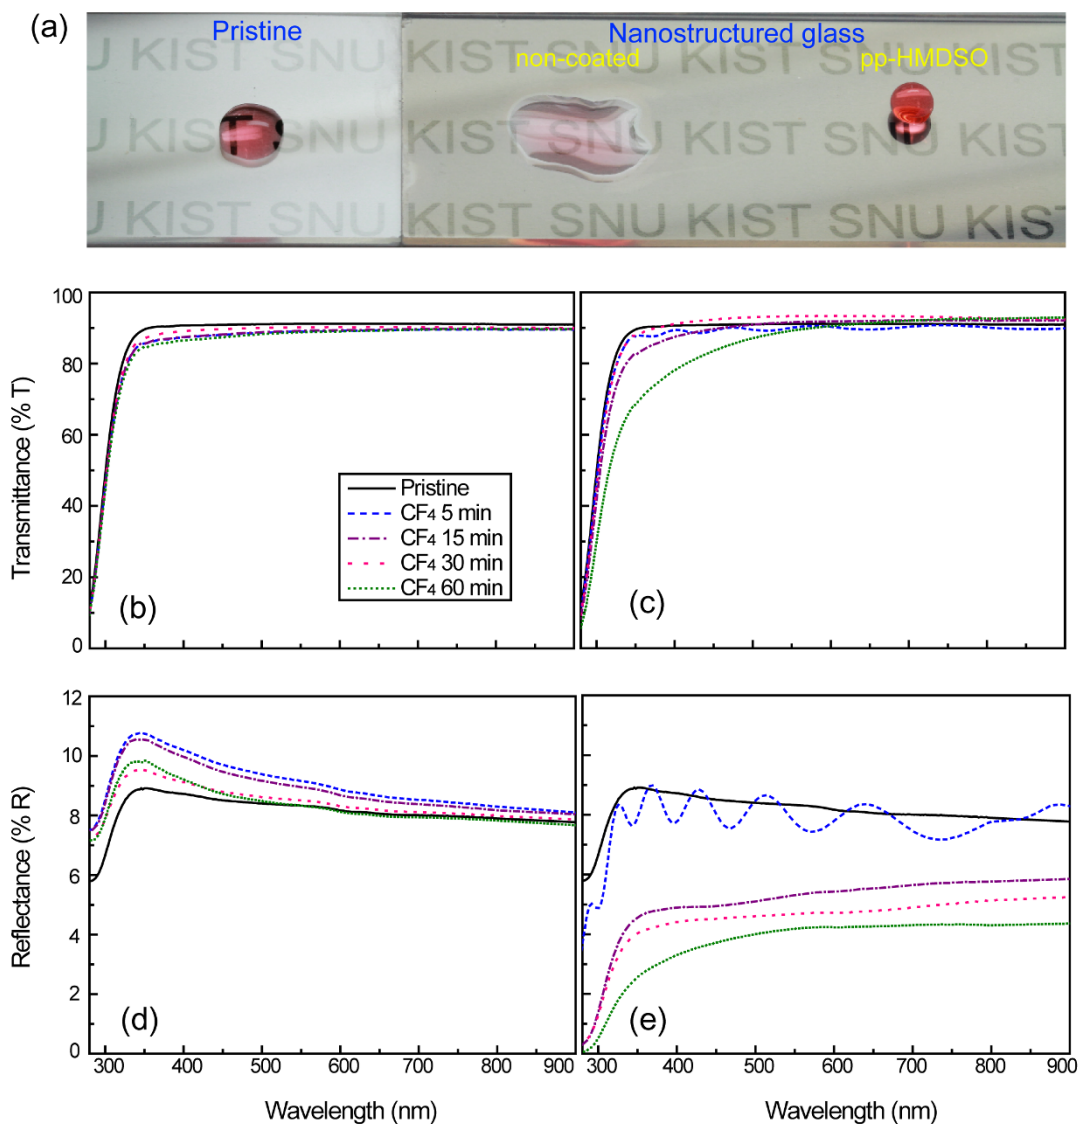 (a)
Pristine
Nanostructured glass
non-coated
pp-HMDSO
U KIST SNU KIST SNU KIST SNU KIST
U KIST SNU KIST SNU KIST SNU KIST
U KIST SNU KIST SNU KIST SNU KIST
Transmittance (% T)
100
80
60
40
20
0
Pristine
CF4 5 min
CF4 15 min
CF4 30 min
CF4 60 min
(b)
(c)
Reflectance (% R)
12
10
8
6
4
2
0
(d)
(e)
300 400 500 600 700 800 900
300 400 500 600 700 800 900
Wavelength (nm)
Wavelength (nm)